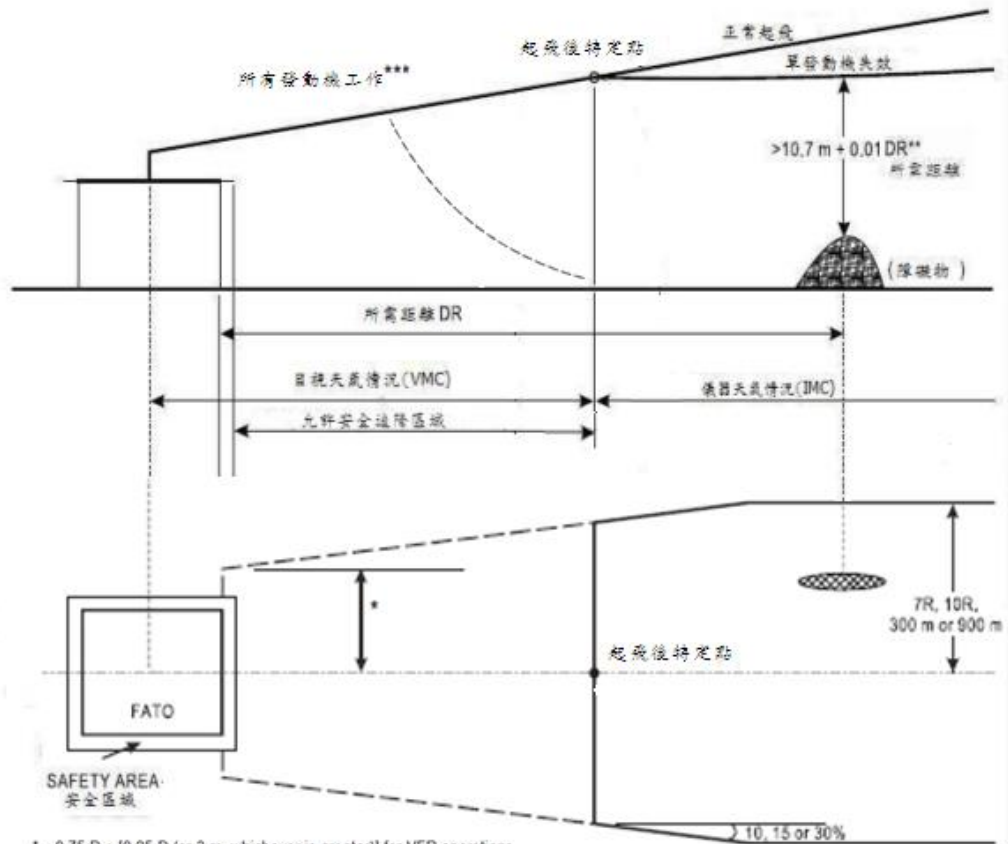 正常起飛
起飛後特定點
單發動機失效
所有發動機工作***
>10,7 m + 0,01 DR**
所需距離
(障礙物 )
所需距離 DR
目視天氣情況(VMC)
儀器天氣情況(IMC)
允許安全迫降區域
*
7R, 10R,
300 m or 900 m
起飛後特定點
FATO
SAFETY AREA
安全區域
10, 15 or 30%